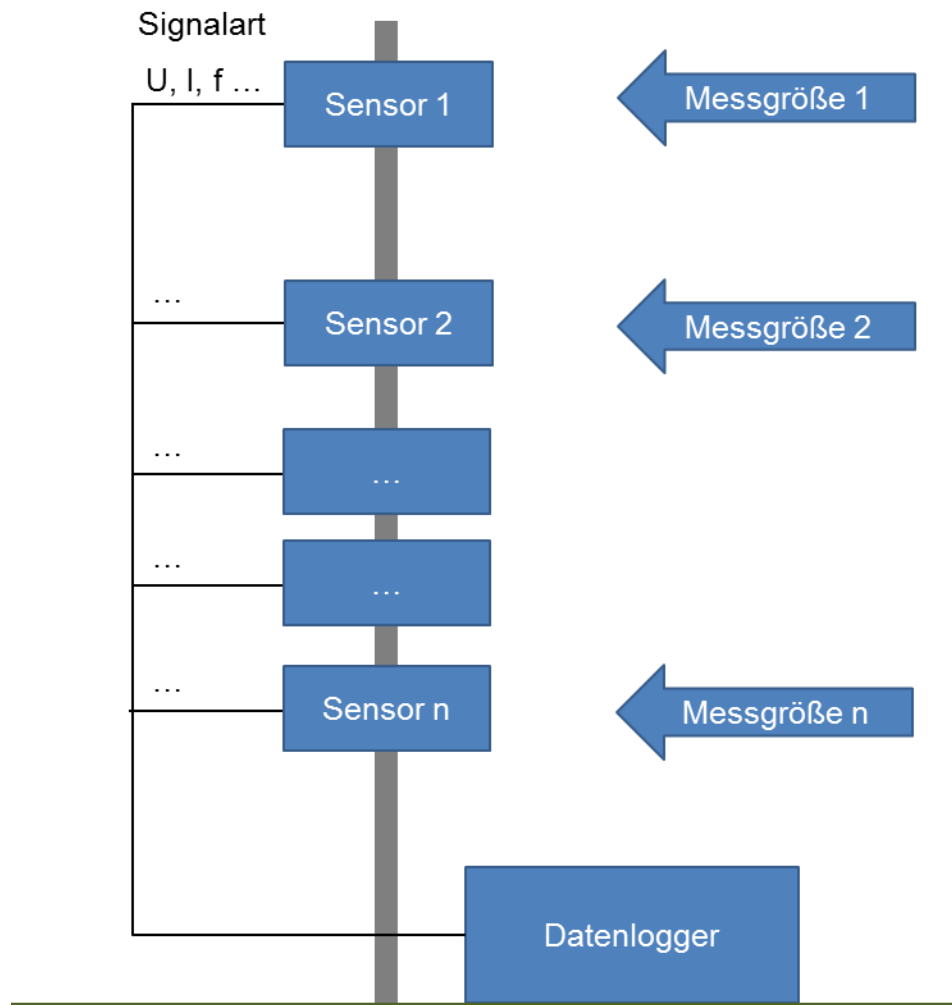 Signalart
U, I, f ...
Sensor 1
Messgröße 1
...
Sensor 2
Messgröße 2
...
...
...
...
...
Sensor n
Messgröße n
Datenlogger